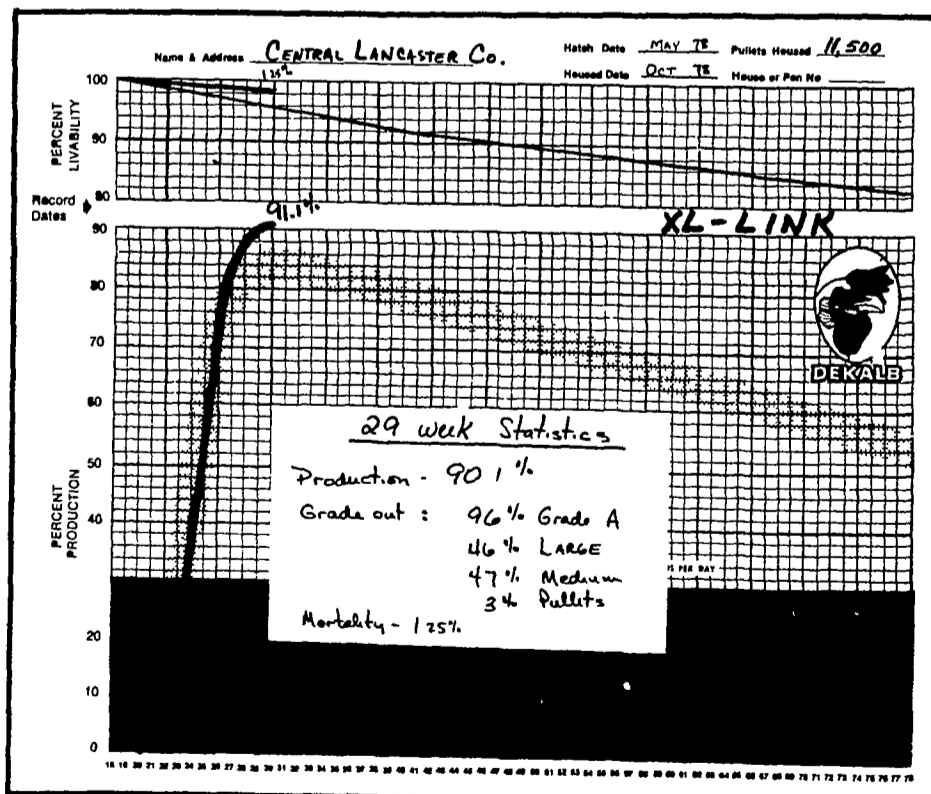 Name & Address CENTRAL LANCASTER Co.
Hatch Date MAY 78 Pullets Housed 11,500
Housed Date OCT 78 House or Pen No
1 25%
100
90
80
PERCENT LIVABILITY
Record Dates
91.1%
XL-LINK
DEKALB
90
80
70
60
50
40
20
10
0
PERCENT PRODUCTION
29 week Statistics
Production - 90 1%
Grade out : 96% Grade A
46% LARGE
47% Medium
3% Pullets
Mortality - 1 25%
PER DAY